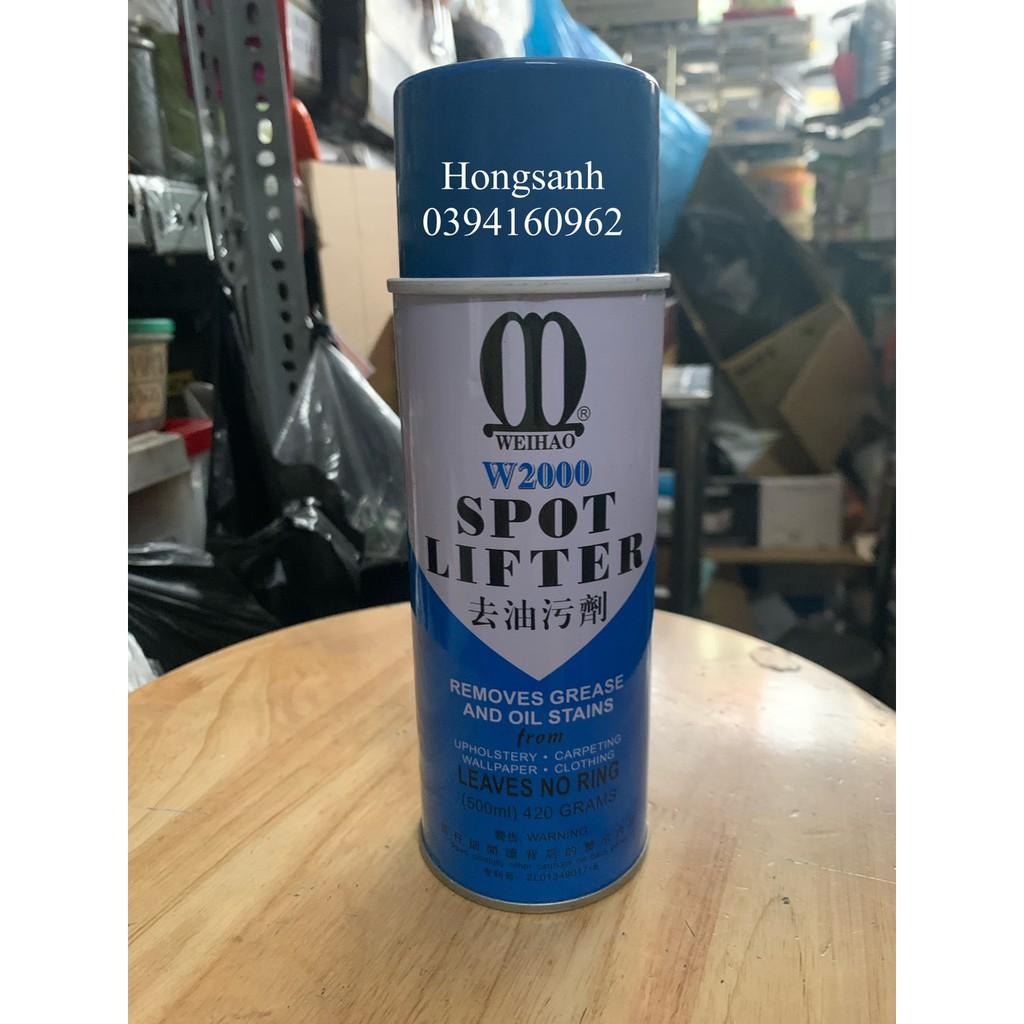 Hongsanh
0394160962
®
WEIHAO
W2000
SPOT
LIFTER
去油污劑
REMOVES GREASE
AND OIL STAINS
from
UPHOLSTERY • CARPETING
WALLPAPER • CLOTHING
LEAVES NO RING
(500ml) 420 GRAMS
警告: WARNING